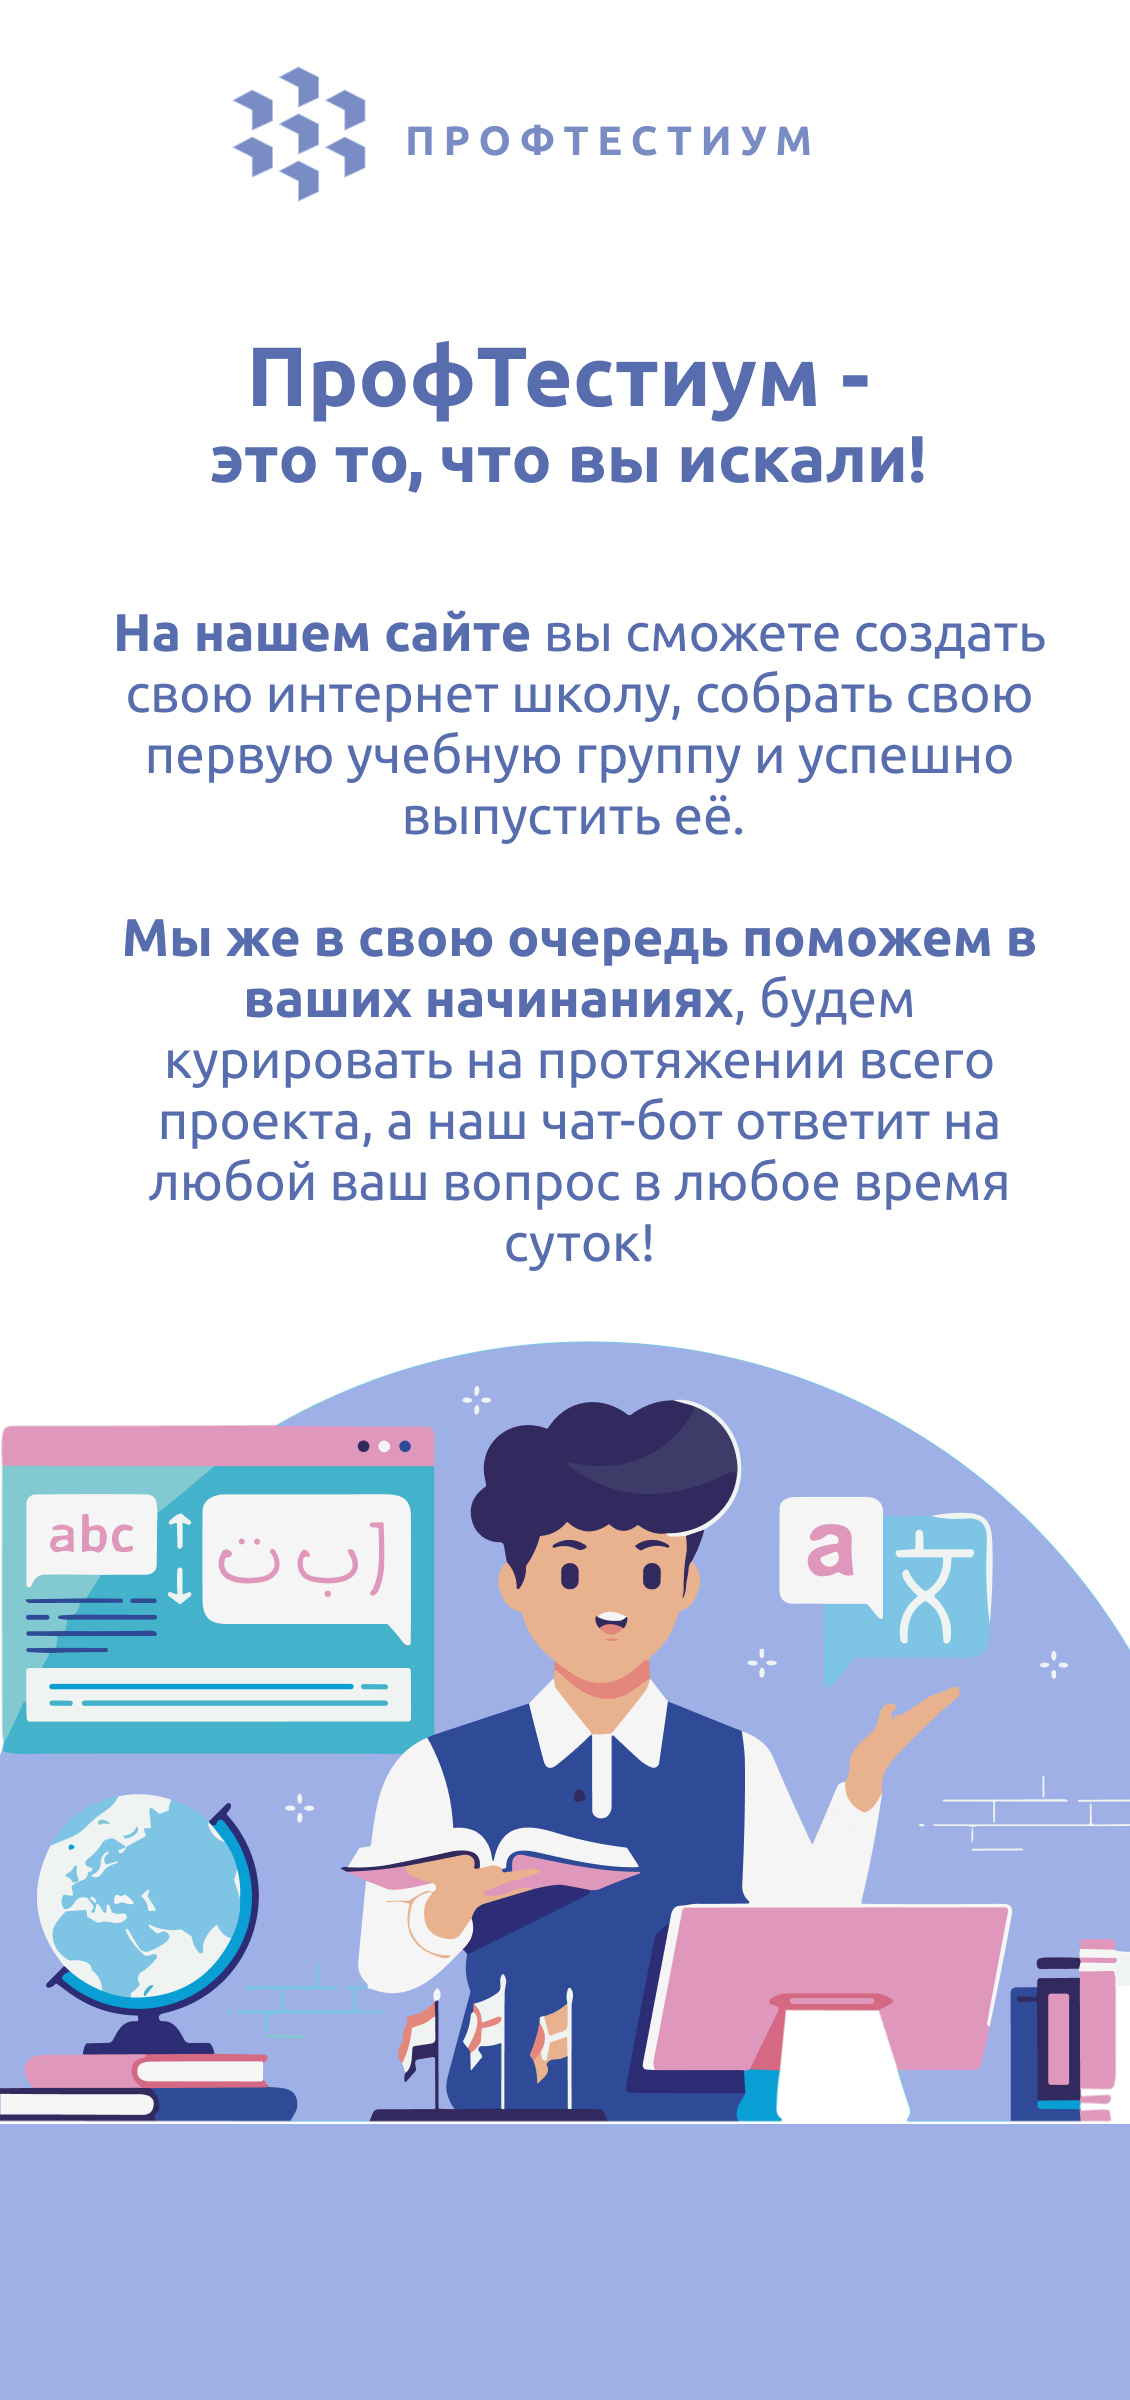 ПРОФТЕСТИУМ
ПрофТестиум -
это то, что вы искали!
На нашем сайте вы сможете создать
свою интернет школу, собрать свою
первую учебную группу и успешно
выпустить её.
Мы же в свою очередь поможем в
ваших начинаниях, будем
курировать на протяжении всего
проекта, а наш чат-бот ответит на
любой ваш вопрос в любое время
суток!
abc
أ ب ت
a
文